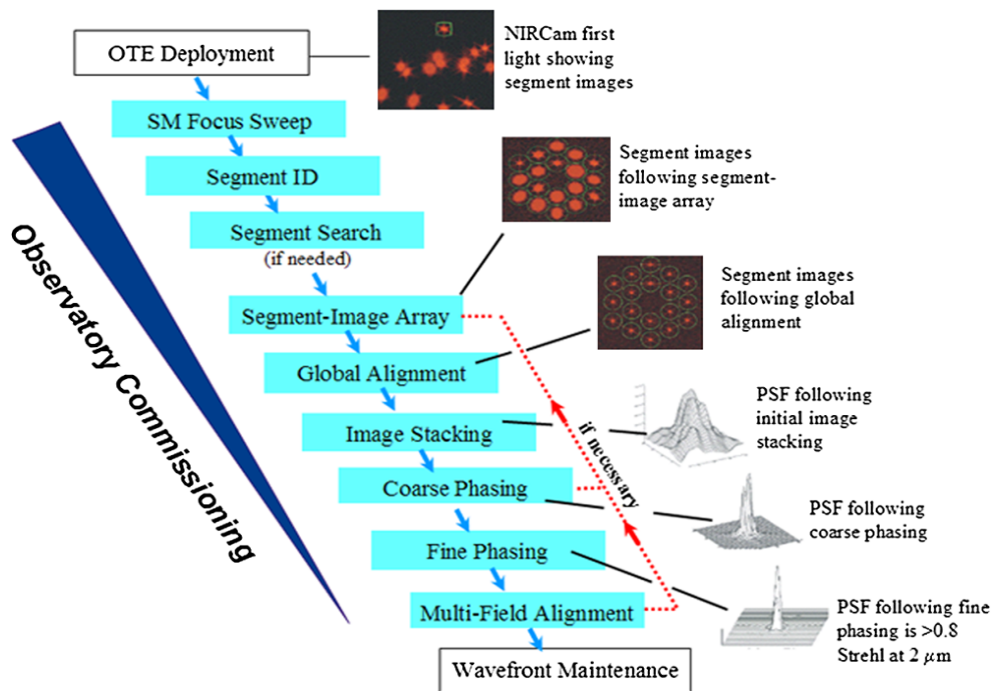 OTE Deployment
NIRCam first
light showing
segment images
SM Focus Sweep
Segment ID
Segment images
following segment-
image array
Segment Search
(if needed)
Segment-Image Array
Segment images
following global
alignment
Global Alignment
Image Stacking
PSF following
initial image
stacking
if necessary
Coarse Phasing
PSF following
coarse phasing
Fine Phasing
Multi-Field Alignment
PSF following fine
phasing is >0.8
Strehl at 2 μm
Wavefront Maintenance
Observatory Commissioning